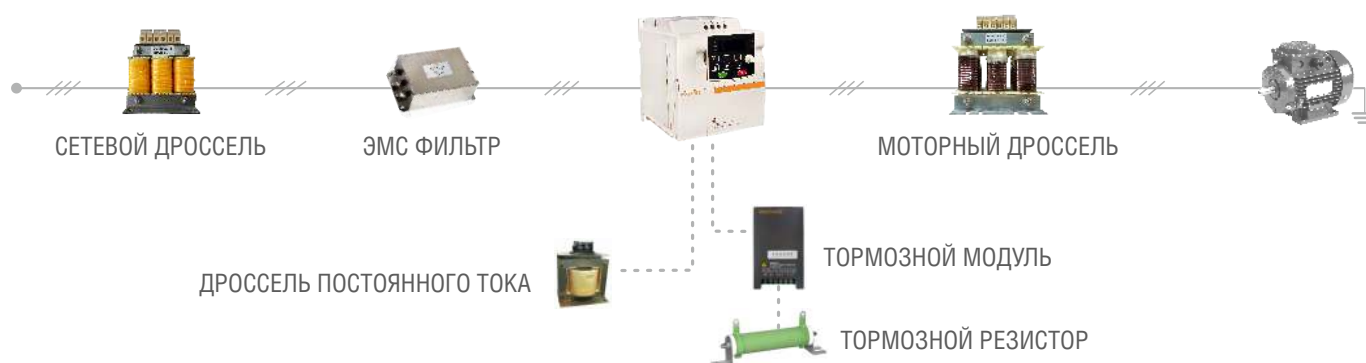 СЕТЕВОЙ ДРОССЕЛЬ
ЭМС ФИЛЬТР
МОТОРНЫЙ ДРОССЕЛЬ
ДРОССЕЛЬ ПОСТОЯННОГО ТОКА
ТОРМОЗНОЙ МОДУЛЬ
ТОРМОЗНОЙ РЕЗИСТОР